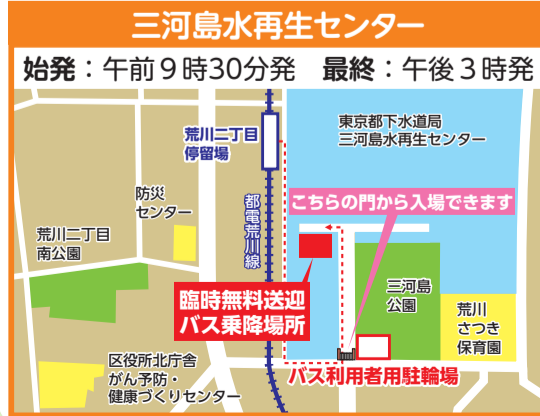 三河島水再生センター
始発：午前９時30分発　最終：午後３時発
荒川二丁目
停留場
東京都下水道局
三河島水再生センター
防災
センター
こちらの門から入場できます
都電荒川線
荒川二丁目
南公園
臨時無料送迎
バス乗降場所
三河島
公園
荒川
さつき
保育園
区役所北庁舎
がん予防・
健康づくりセンター
バス利用者用駐輪場